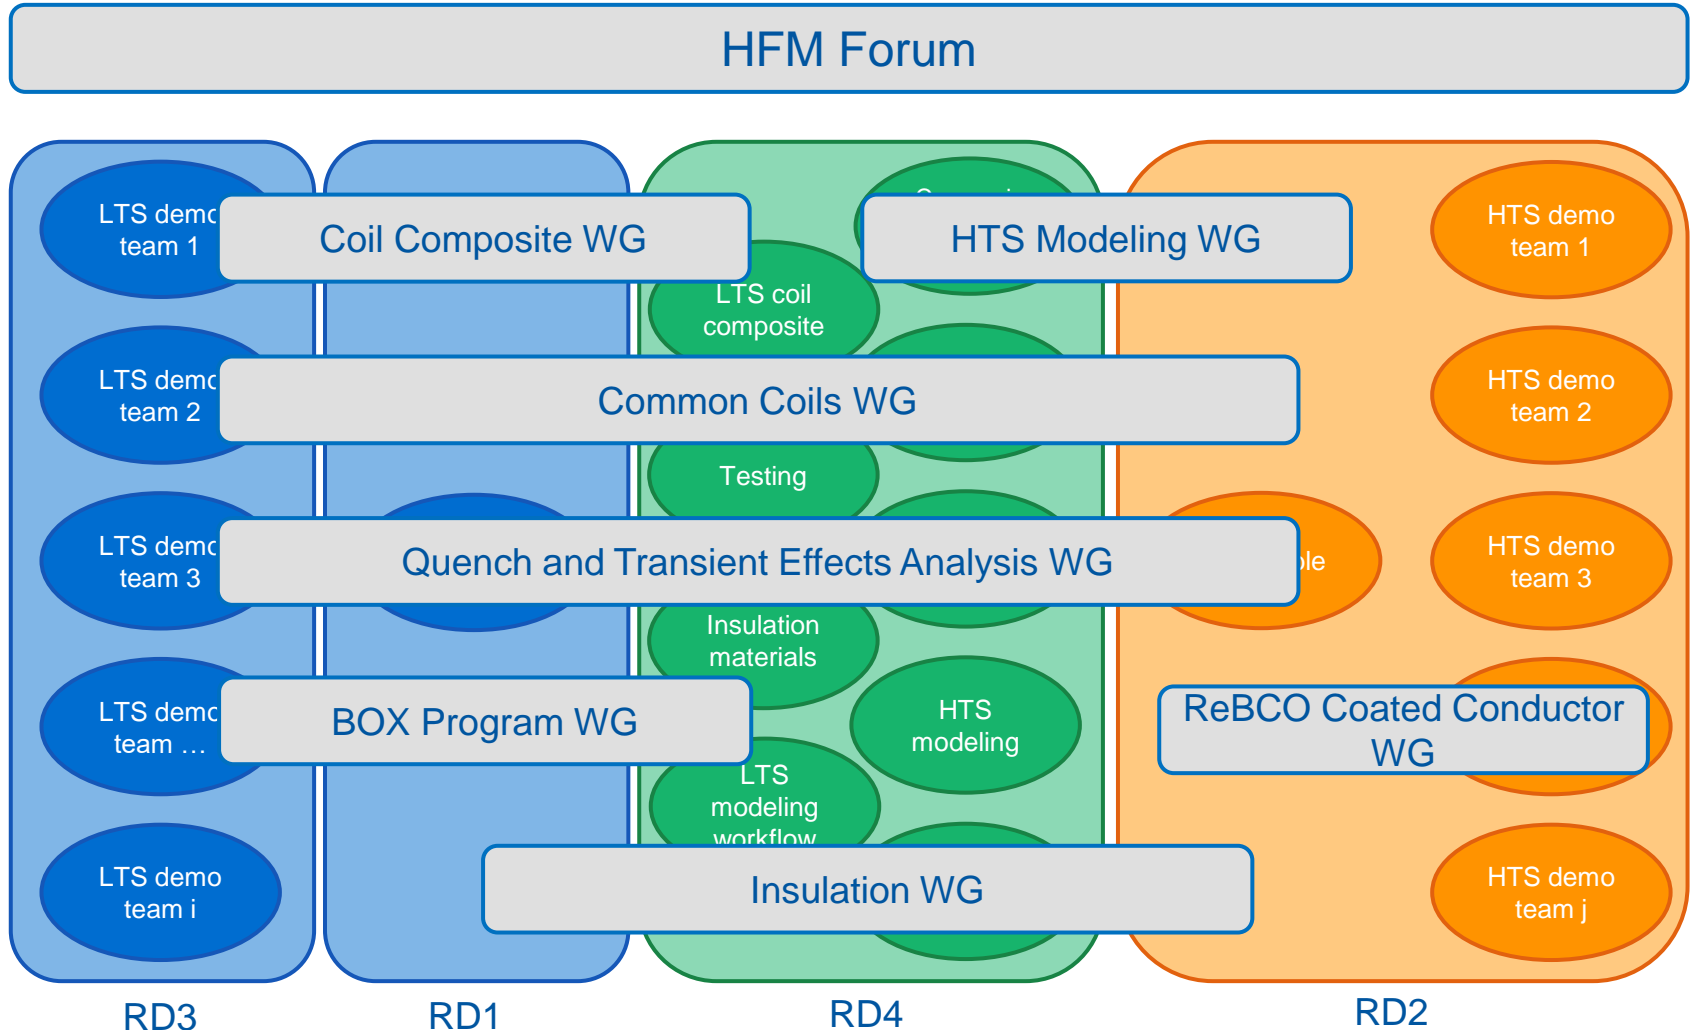 HFM Forum
LTS demo
team 1
Coil Composite WG
HTS Modeling WG
HTS demo
team 1
LTS coil
composite
LTS demo
team 2
Common Coils WG
HTS demo
team 2
Testing
LTS demo
team 3
Quench and Transient Effects Analysis WG
HTS demo
team 3
Insulation
materials
LTS demo
team …
BOX Program WG
HTS
modeling
ReBCO Coated Conductor
WG
LTS
modeling
workflow
LTS demo
team i
Insulation WG
HTS demo
team j
RD3
RD1
RD4
RD2